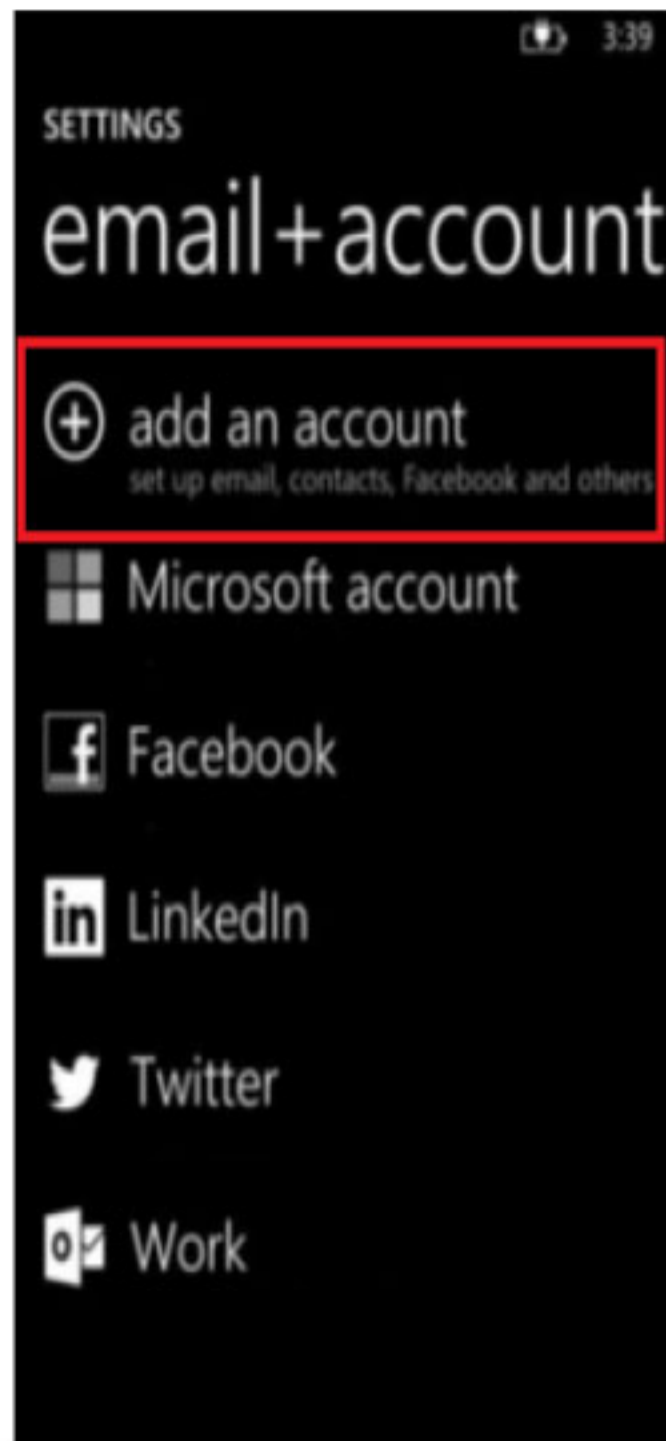 3:39
SETTINGS
email+account
add an account
set up email, contacts, Facebook and others
Microsoft account
f Facebook
in LinkedIn
Twitter
o Work